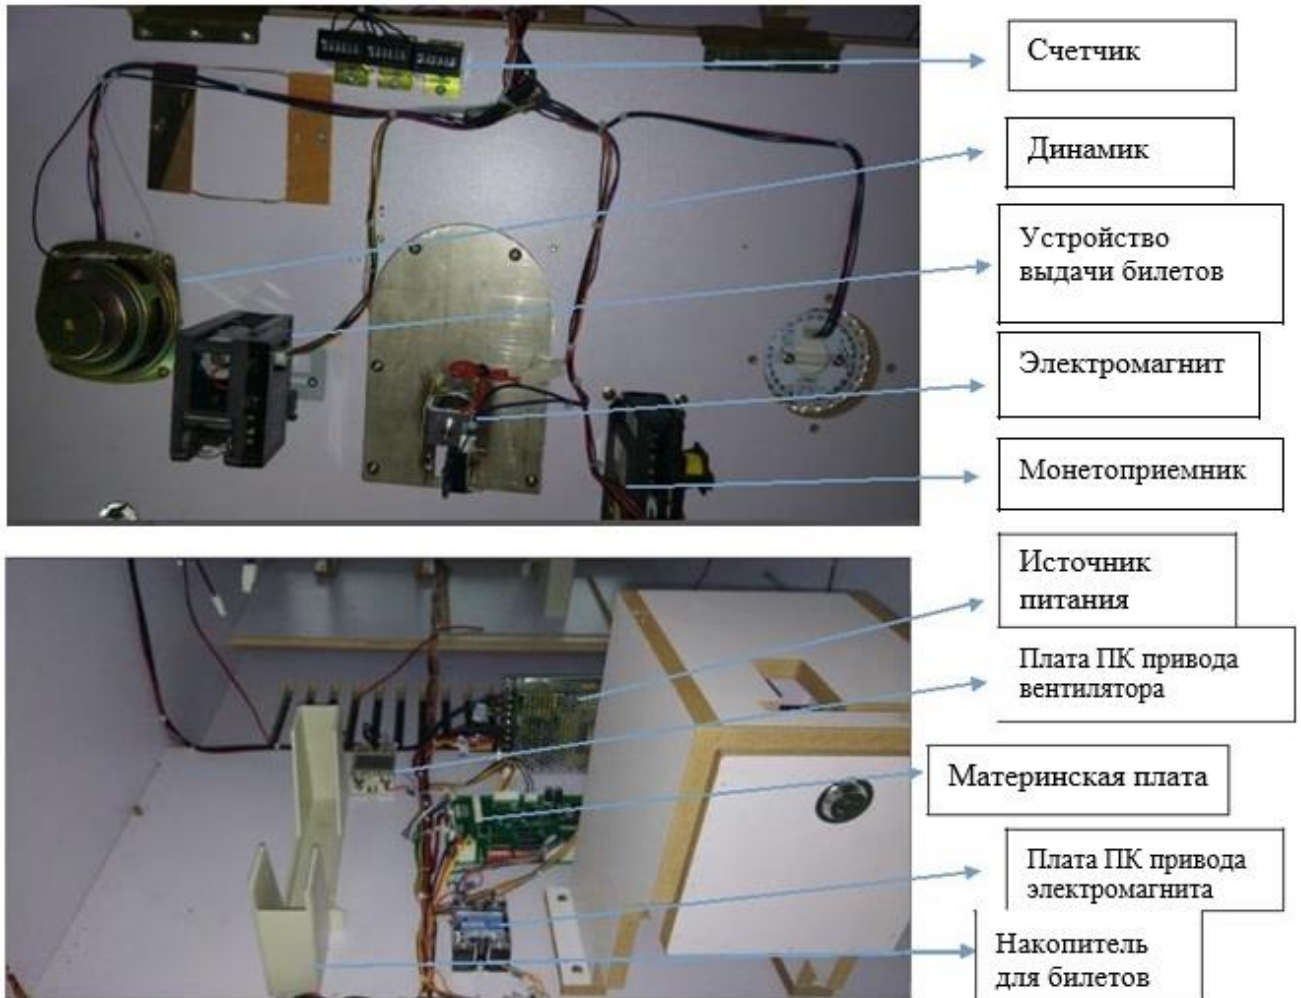 Счетчик
Динамик
Устройство
выдачи билетов
Электромагнит
Монетоприемник
Источник
питания
Плата ПК привода
вентилятора
Материнская плата
Плата ПК привода
электромагнита
Накопитель
для билетов